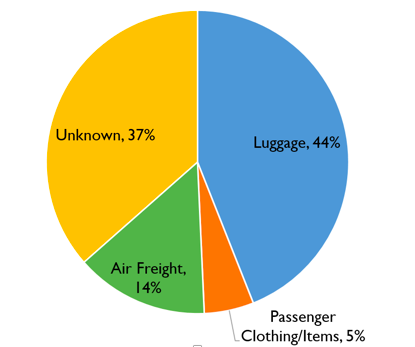 Unknown, 37%
Luggage, 44%
Air Freight,
14%
Passenger
Clothing/Items, 5%